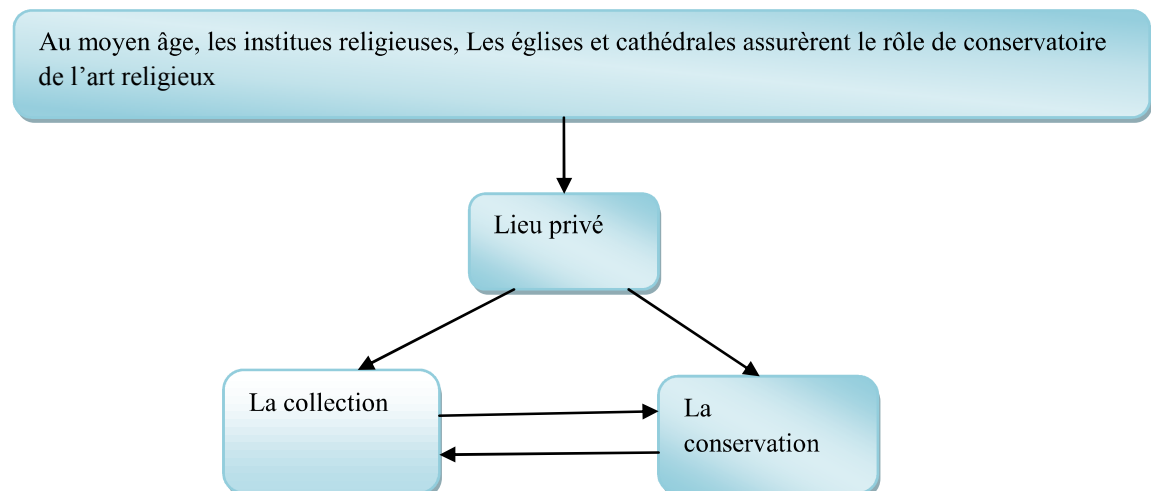 Au moyen âge, les institues religieuses, Les églises et cathédrales assurèrent le rôle de conservatoire
de l’art religieux
Lieu privé
La collection
La
conservation